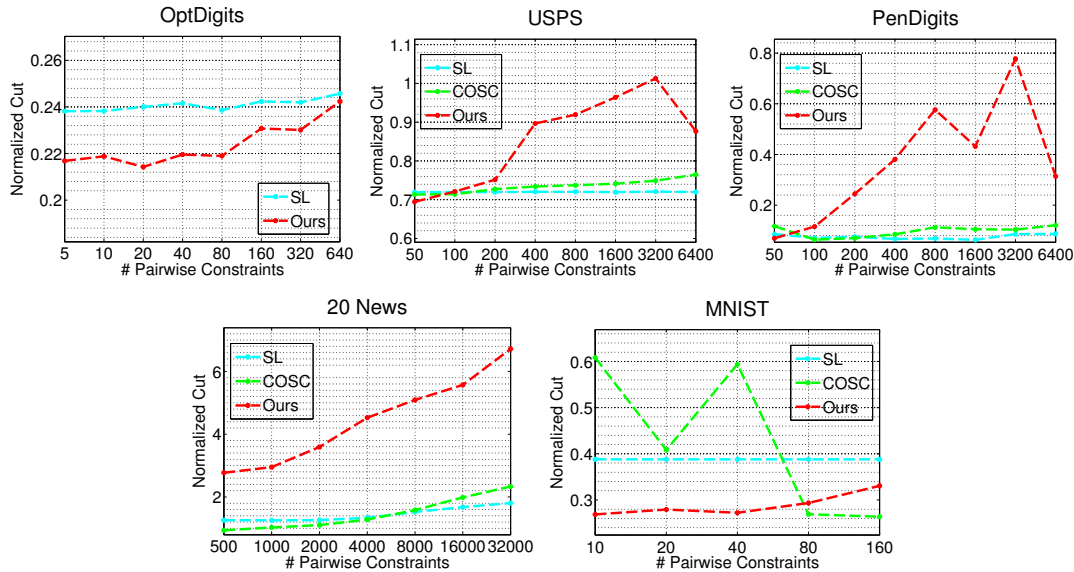 OptDigits
Normalized Cut
0.26
0.24
0.22
0.2
SL
Ours
5 10 20 40 80 160 320 640
# Pairwise Constraints
USPS
Normalized Cut
1.1
1
0.9
0.8
0.7
0.6
SL
COSC
Ours
50 100 200 400 800 1600 3200 6400
# Pairwise Constraints
PenDigits
Normalized Cut
0.8
0.6
0.4
0.2
SL
COSC
Ours
50 100 200 400 800 1600 3200 6400
# Pairwise Constraints
20 News
Normalized Cut
6
4
2
SL
COSC
Ours
500 1000 2000 4000 8000 16000 32000
# Pairwise Constraints
MNIST
Normalized Cut
0.6
0.5
0.4
0.3
SL
COSC
Ours
10 20 40 80 160
# Pairwise Constraints